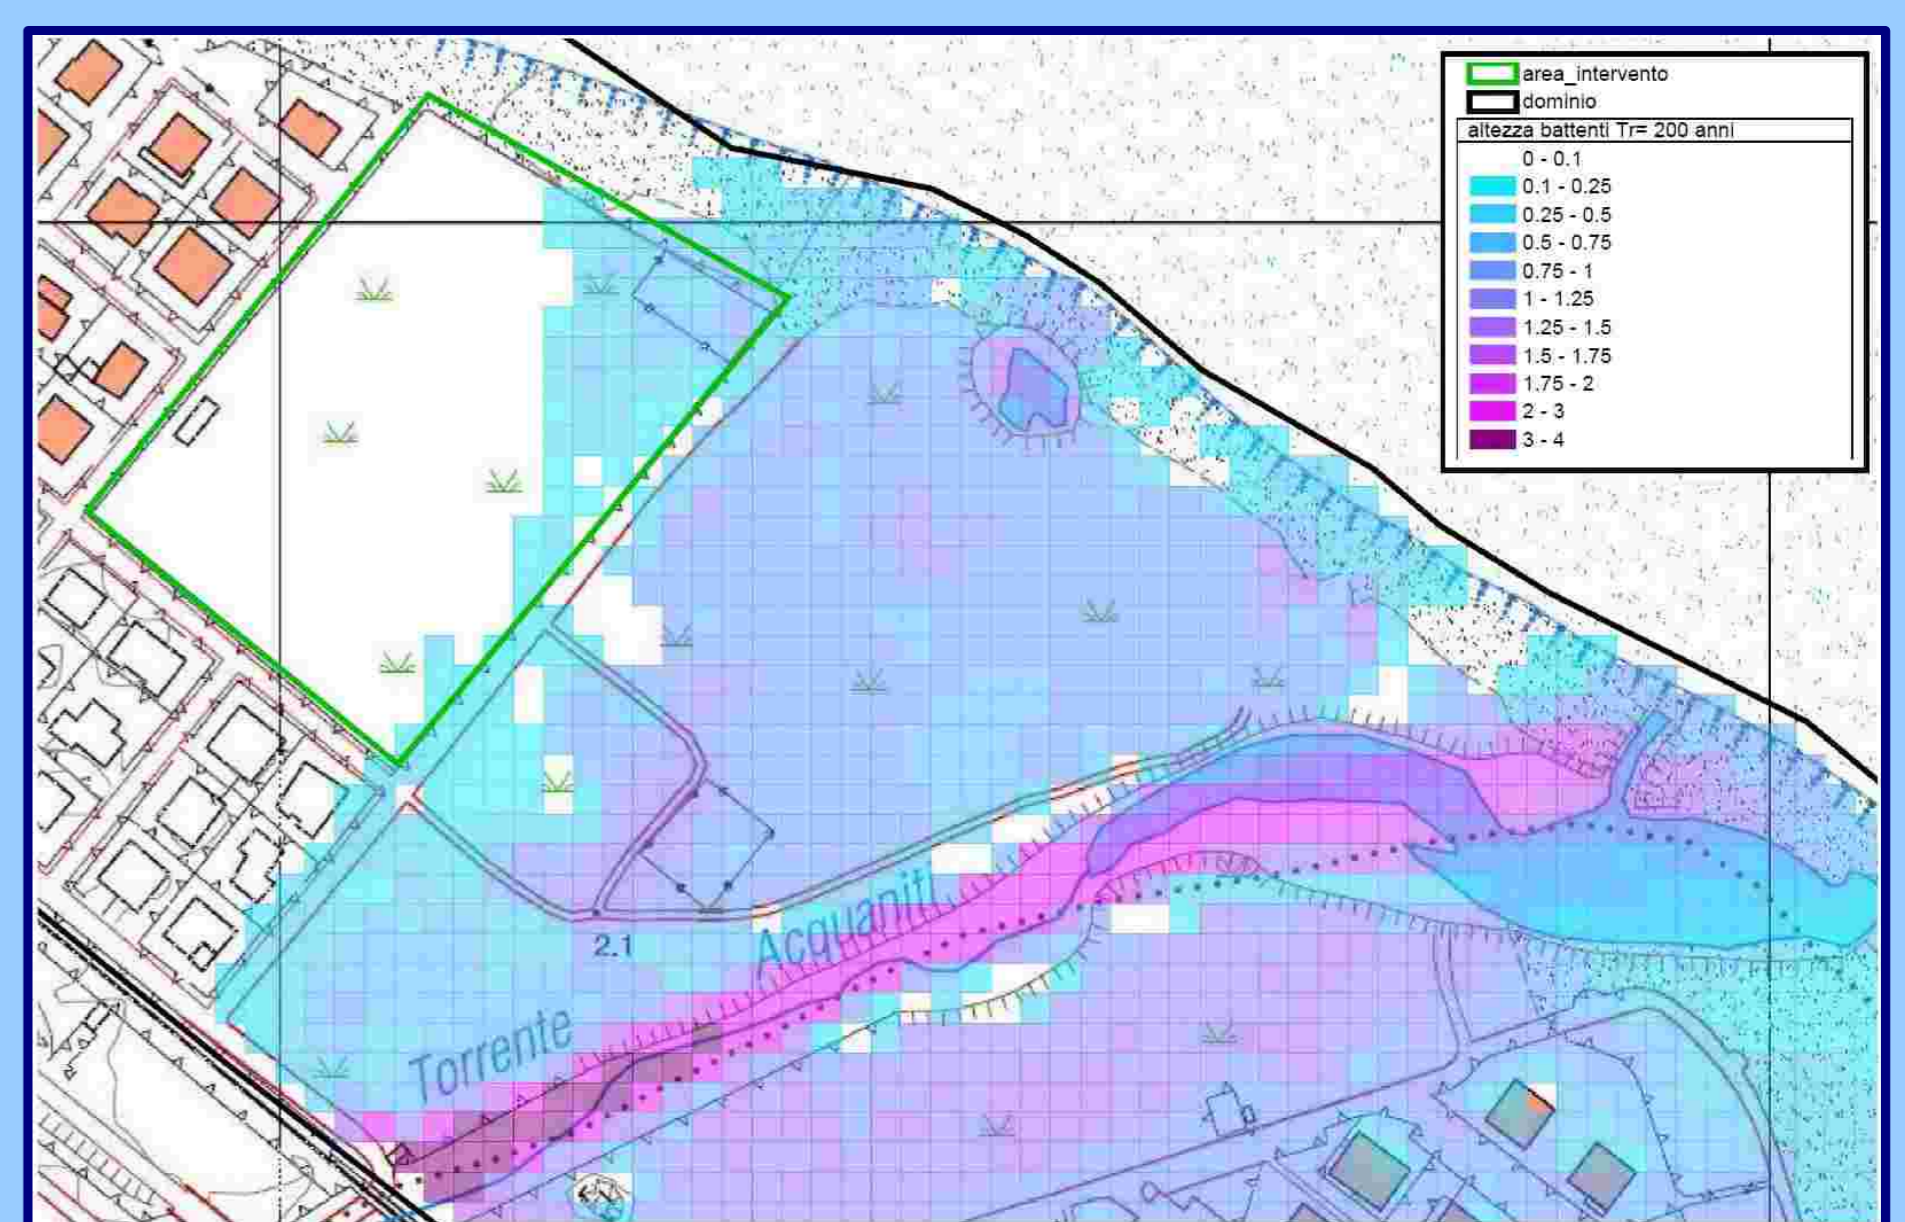 area_intervento
dominio
altezza battenti Tr= 200 anni
0 - 0.1
0.1 - 0.25
0.25 - 0.5
0.5 - 0.75
0.75 - 1
1 - 1.25
1.25 - 1.5
1.5 - 1.75
1.75 - 2
2 - 3
3 - 4
Torrente Acquaniti
2.1